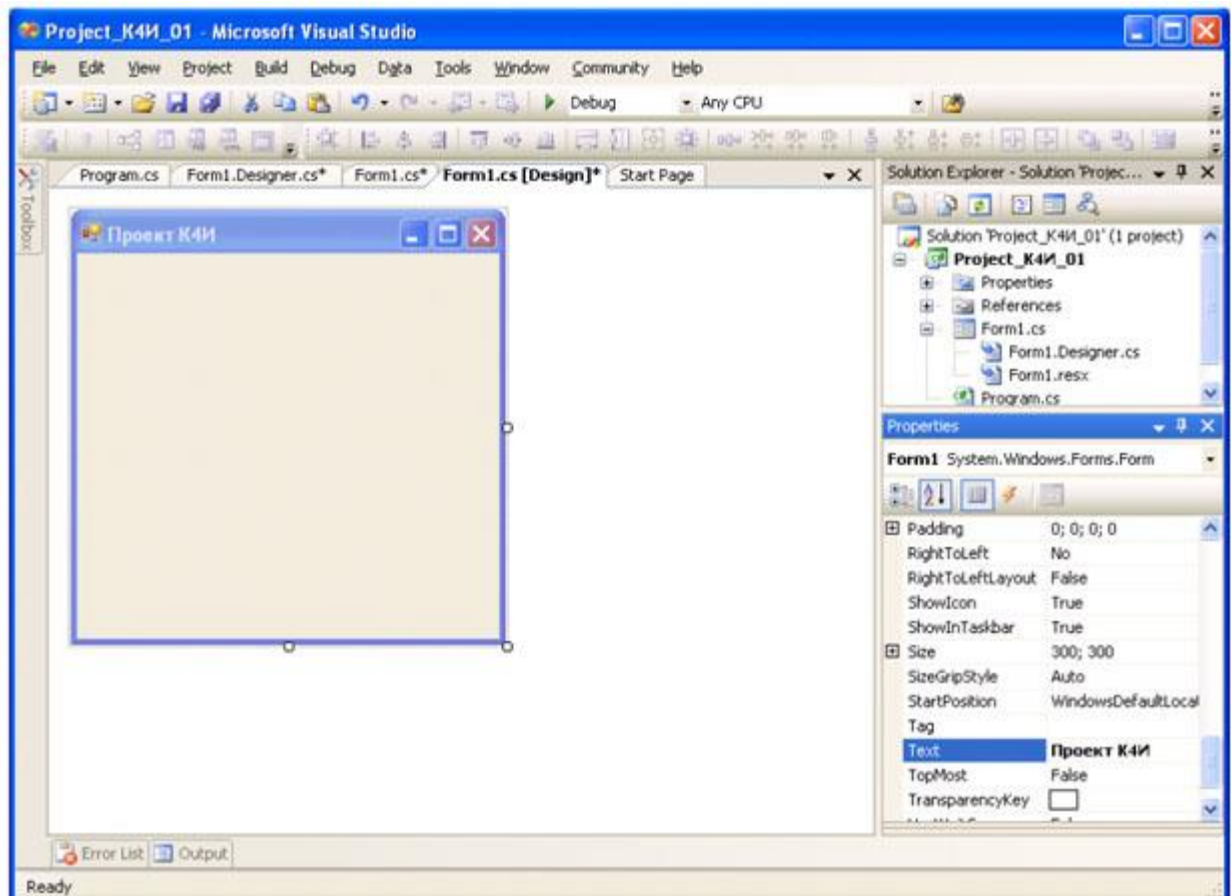 Project_К4И_01 - Microsoft Visual Studio
File Edit View Project Build Debug Data Tools Window Community Help
Debug Any CPU
Toolbox
Program.cs Form1.Designer.cs* Form1.cs* Form1.cs [Design]* Start Page
Проект К4И
Solution Explorer - Solution 'Projec...
Solution 'Project_К4И_01' (1 project)
Project_К4И_01
Properties
References
Form1.cs
Form1.Designer.cs
Form1.resx
Program.cs
Properties
Form1 System.Windows.Forms.Form
Padding 0; 0; 0; 0
RightToLeft No
RightToLeftLayout False
ShowIcon True
ShowInTaskbar True
Size 300; 300
SizeGripStyle Auto
StartPosition WindowsDefaultLocat
Tag
Text Проект К4И
TopMost False
TransparencyKey
Error List Output
Ready